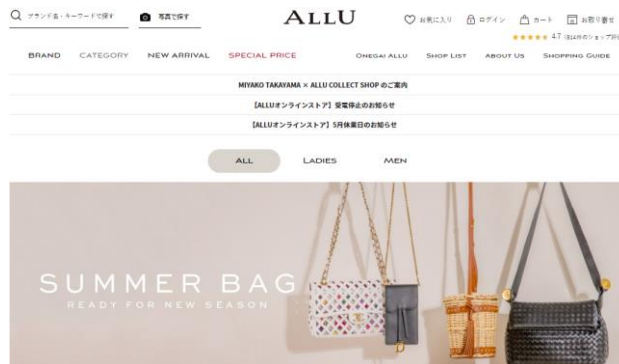 ブランド名・キーワードで探す
写真で探す
ALLU
お気に入り
ログイン
カート
お取り寄せ
4.7
BRAND
CATEGORY
NEW ARRIVAL
SPECIAL PRICE
ONEGAI ALLU
SHOP LIST
ABOUT US
SHOPPING GUIDE
MIYAKO TAKAYAMA × ALLU COLLECT SHOP のご案内
【ALLUオンラインストア】受電停止のお知らせ
【ALLUオンラインストア】5月休業日のお知らせ
ALL
LADIES
MEN
SUMMER BAG
READY FOR NEW SEASON